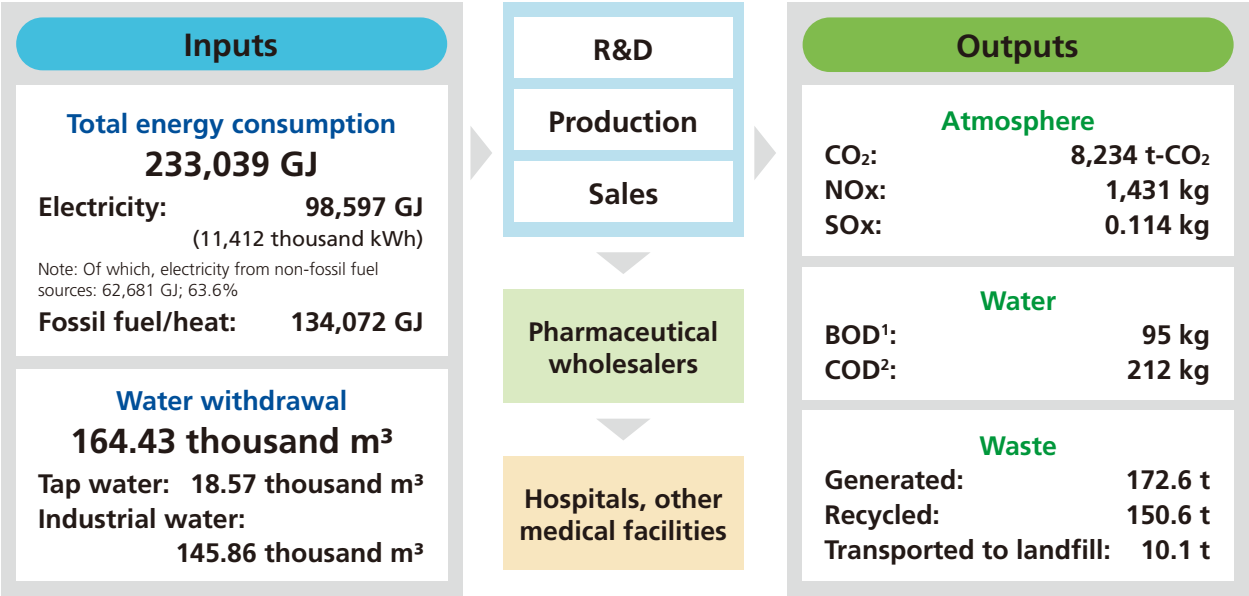 Inputs
Total energy consumption
233,039 GJ
Electricity: 98,597 GJ
(11,412 thousand kWh)
Note: Of which, electricity from non-fossil fuel
sources: 62,681 GJ; 63.6%
Fossil fuel/heat: 134,072 GJ
Water withdrawal
164.43 thousand m³
Tap water: 18.57 thousand m³
Industrial water:
145.86 thousand m³
R&D
Production
Sales
Pharmaceutical
wholesalers
Hospitals, other
medical facilities
Outputs
Atmosphere
CO₂: 8,234 t-CO₂
NOx: 1,431 kg
SOx: 0.114 kg
Water
BOD¹: 95 kg
COD²: 212 kg
Waste
Generated: 172.6 t
Recycled: 150.6 t
Transported to landfill: 10.1 t